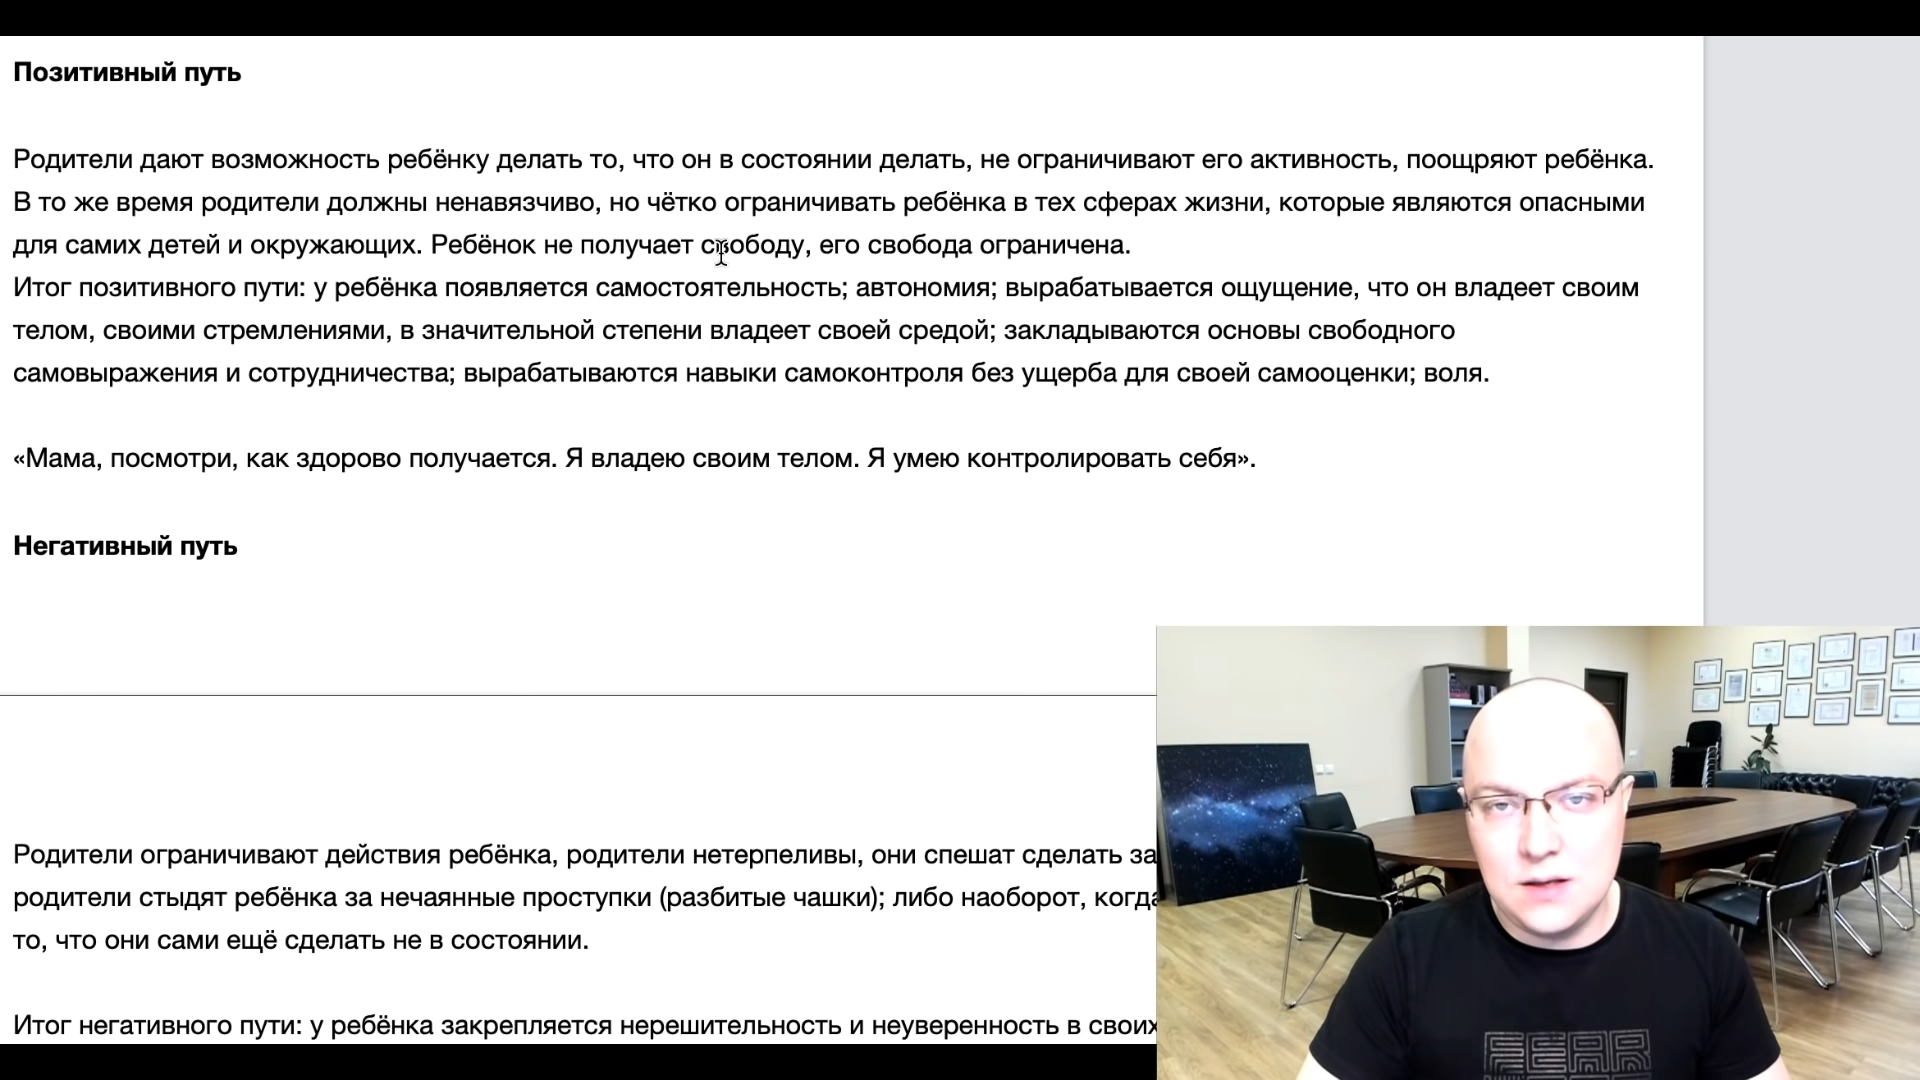 Позитивный путь
Родители дают возможность ребёнку делать то, что он в состоянии делать, не ограничивают его активность, поощряют ребёнка.
В то же время родители должны ненавязчиво, но чётко ограничивать ребёнка в тех сферах жизни, которые являются опасными
для самих детей и окружающих. Ребёнок не получает свободу, его свобода ограничена.
Итог позитивного пути: у ребёнка появляется самостоятельность; автономия; вырабатывается ощущение, что он владеет своим
телом, своими стремлениями, в значительной степени владеет своей средой; закладываются основы свободного
самовыражения и сотрудничества; вырабатываются навыки самоконтроля без ущерба для своей самооценки; воля.
«Мама, посмотри, как здорово получается. Я владею своим телом. Я умею контролировать себя».
Негативный путь
Родители ограничивают действия ребёнка, родители нетерпеливы, они спешат сделать за
родители стыдят ребёнка за нечаянные проступки (разбитые чашки); либо наоборот, когда
то, что они сами ещё сделать не в состоянии.
Итог негативного пути: у ребёнка закрепляется нерешительность и неуверенность в своих
FEAR